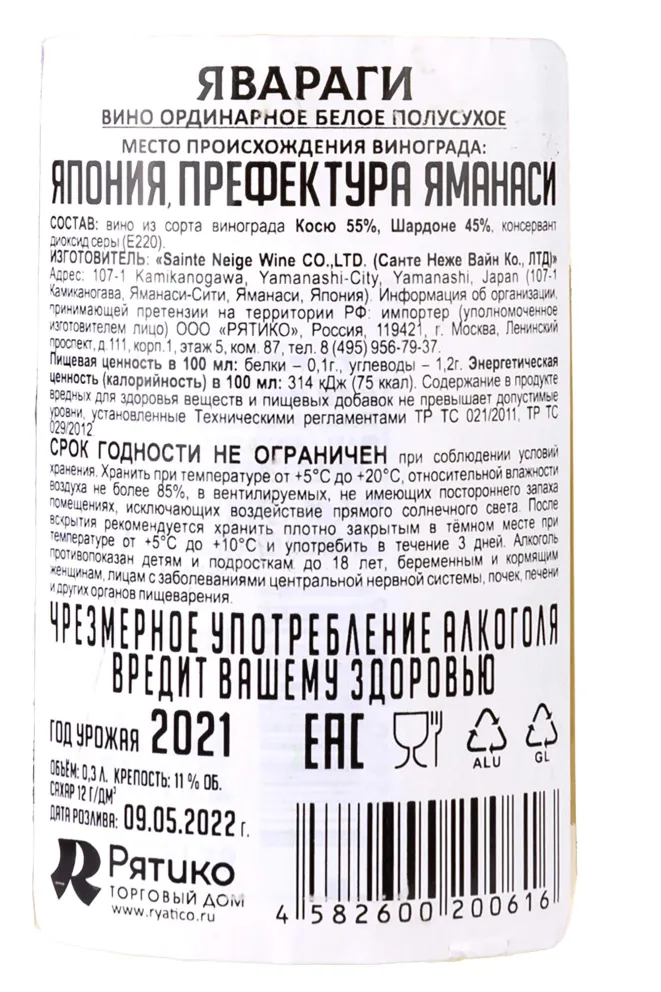 ЯВАРАГИ
ВИНО ОРДИНАРНОЕ БЕЛОЕ ПОЛУСУХОЕ
МЕСТО ПРОИСХОЖДЕНИЯ ВИНОГРАДА:
ЯПОНИЯ, ПРЕФЕКТУРА ЯМАНАСИ
СОСТАВ: вино из сорта винограда Косю 55%, Шардоне 45%, консервант
диоксид серы (Е220).
ИЗГОТОВИТЕЛЬ: «Sainte Neige Wine CO.,LTD. (Санте Неже Вайн Ко., ЛТД)»
Адрес: 107-1 Kamikanogawa, Yamanashi-City, Yamanashi, Japan (107-1
Камиканогава, Яманаси-Сити, Яманаси, Япония). Информация об организации,
принимающей претензии на территории РФ: импортер (уполномоченное
изготовителем лицо) ООО «РЯТИКО», Россия, 119421, г. Москва, Ленинский
проспект, д.111, корп.1, этаж 5, ком. 87, тел. 8 (495) 956-79-37.
Пищевая ценность в 100 мл: белки – 0,1г., углеводы – 1,2г. Энергетическая
ценность (калорийность) в 100 мл: 314 кДж (75 ккал). Содержание в продукте
вредных для здоровья веществ и пищевых добавок не превышает допустимые
уровни, установленные Техническими регламентами ТР ТС 021/2011, ТР ТС
029/2012
СРОК ГОДНОСТИ НЕ ОГРАНИЧЕН при соблюдении условий
хранения. Хранить при температуре от +5°С до +20°С, относительной влажности
воздуха не более 85%, в вентилируемых, не имеющих постороннего запаха
помещениях, исключающих воздействие прямого солнечного света. После
вскрытия рекомендуется хранить плотно закрытым в тёмном месте при
температуре от +5°С до +10°С и употребить в течение 3 дней. Алкоголь
противопоказан детям и подросткам до 18 лет, беременным и кормящим
женщинам, лицам с заболеваниями центральной нервной системы, почек, печени
и других органов пищеварения.
ЧРЕЗМЕРНОЕ УПОТРЕБЛЕНИЕ АЛКОГОЛЯ
ВРЕДИТ ВАШЕМУ ЗДОРОВЬЮ
ГОД УРОЖАЯ 2021
EAC
ALU
GL
ОБЪЁМ: 0,3 Л. КРЕПОСТЬ: 11 % ОБ.
САХАР 12 Г/ДМ³
ДАТА РОЗЛИВА: 09.05.2022 г.
РЯТИКО
ТОРГОВЫЙ ДОМ
www.ryatico.ru
4 582600 200616